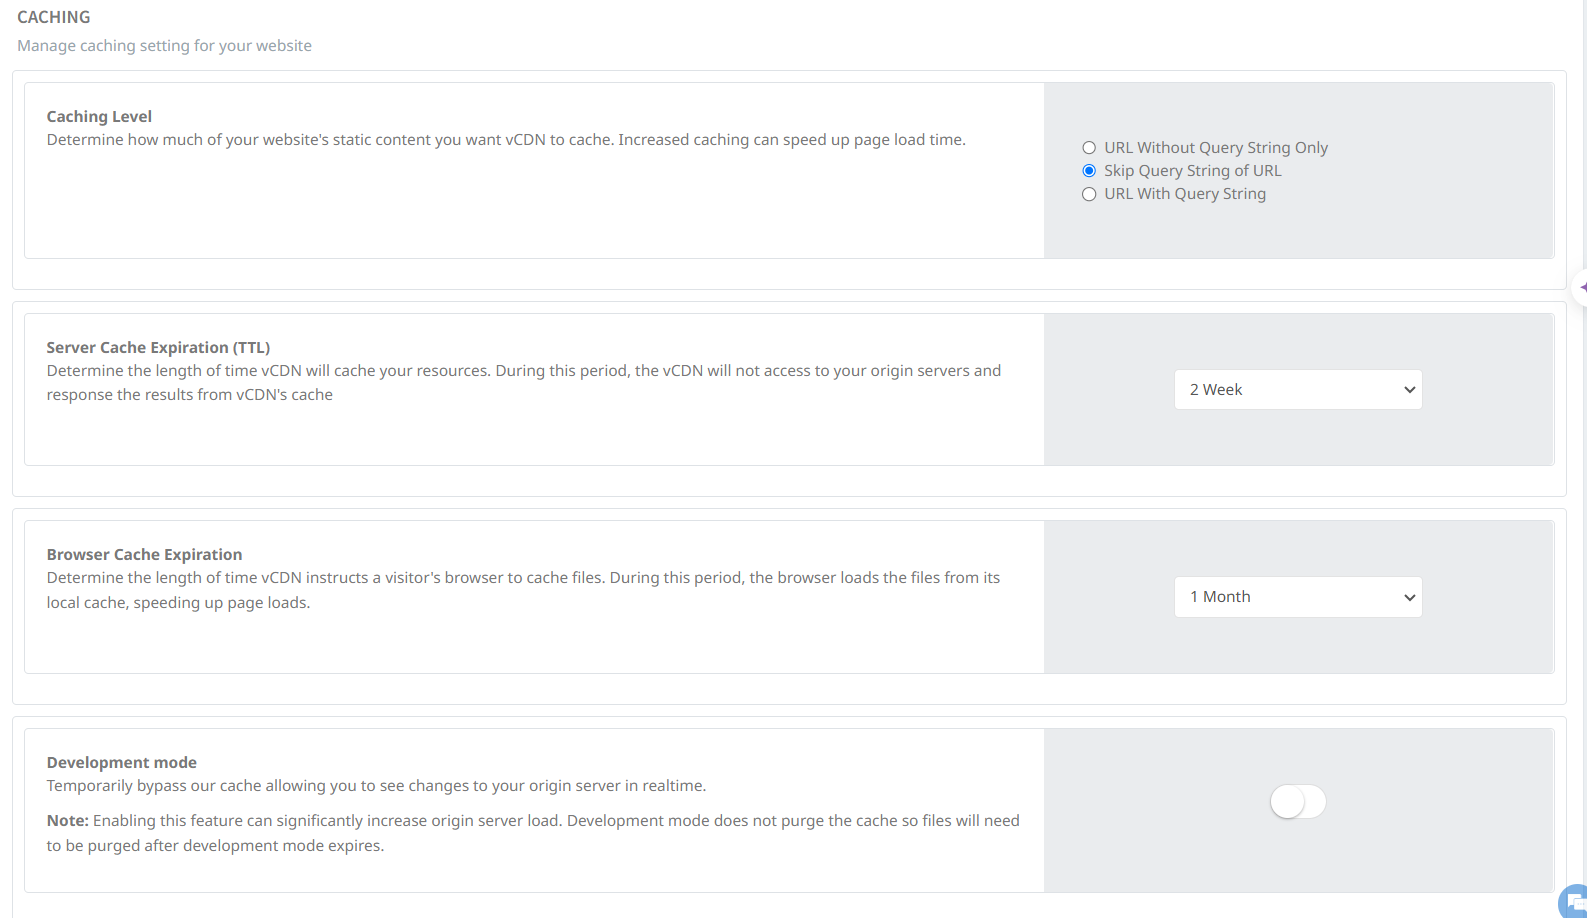 CACHING
Manage caching setting for your website
Caching Level
Determine how much of your website's static content you want vCDN to cache. Increased caching can speed up page load time.
URL Without Query String Only
Skip Query String of URL
URL With Query String
Server Cache Expiration (TTL)
Determine the length of time vCDN will cache your resources. During this period, the vCDN will not access to your origin servers and
response the results from vCDN's cache
2 Week
Browser Cache Expiration
Determine the length of time vCDN instructs a visitor's browser to cache files. During this period, the browser loads the files from its
local cache, speeding up page loads.
1 Month
Development mode
Temporarily bypass our cache allowing you to see changes to your origin server in realtime.
Note: Enabling this feature can significantly increase origin server load. Development mode does not purge the cache so files will need
to be purged after development mode expires.